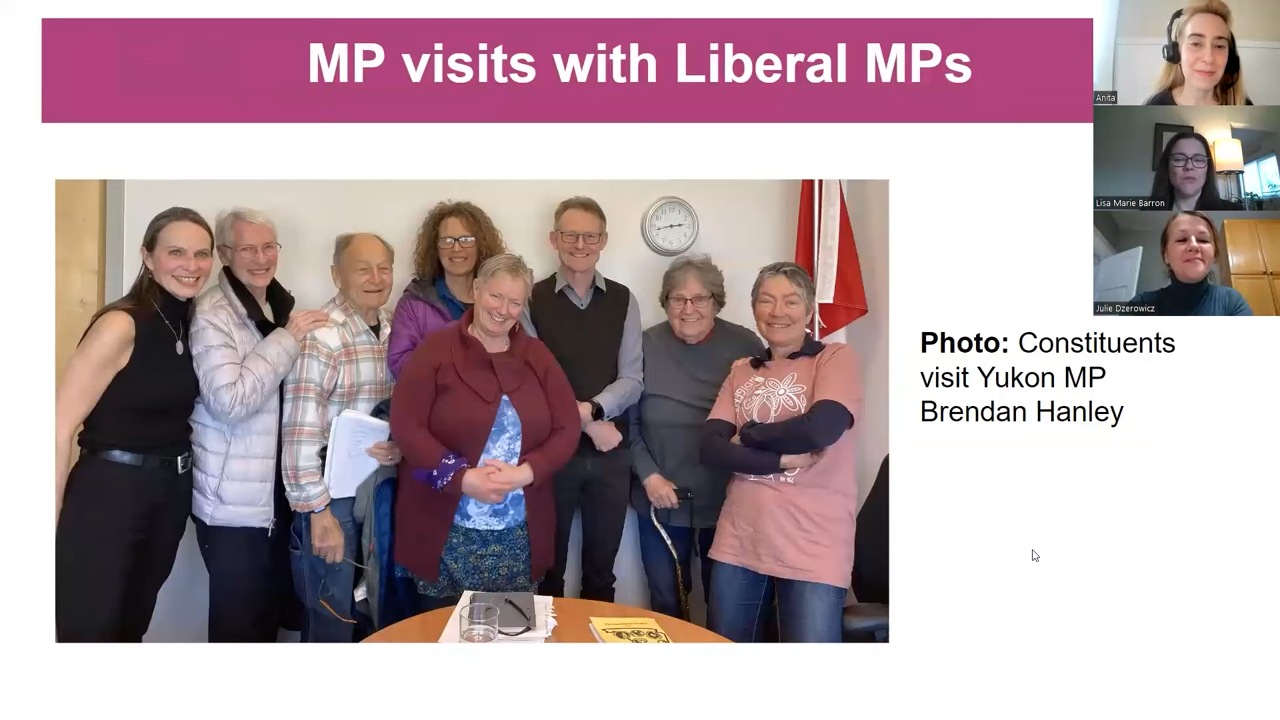 MP visits with Liberal MPs
Anita
Lisa Marie Barron
Julie Dzerowicz
Photo: Constituents
visit Yukon MP
Brendan Hanley